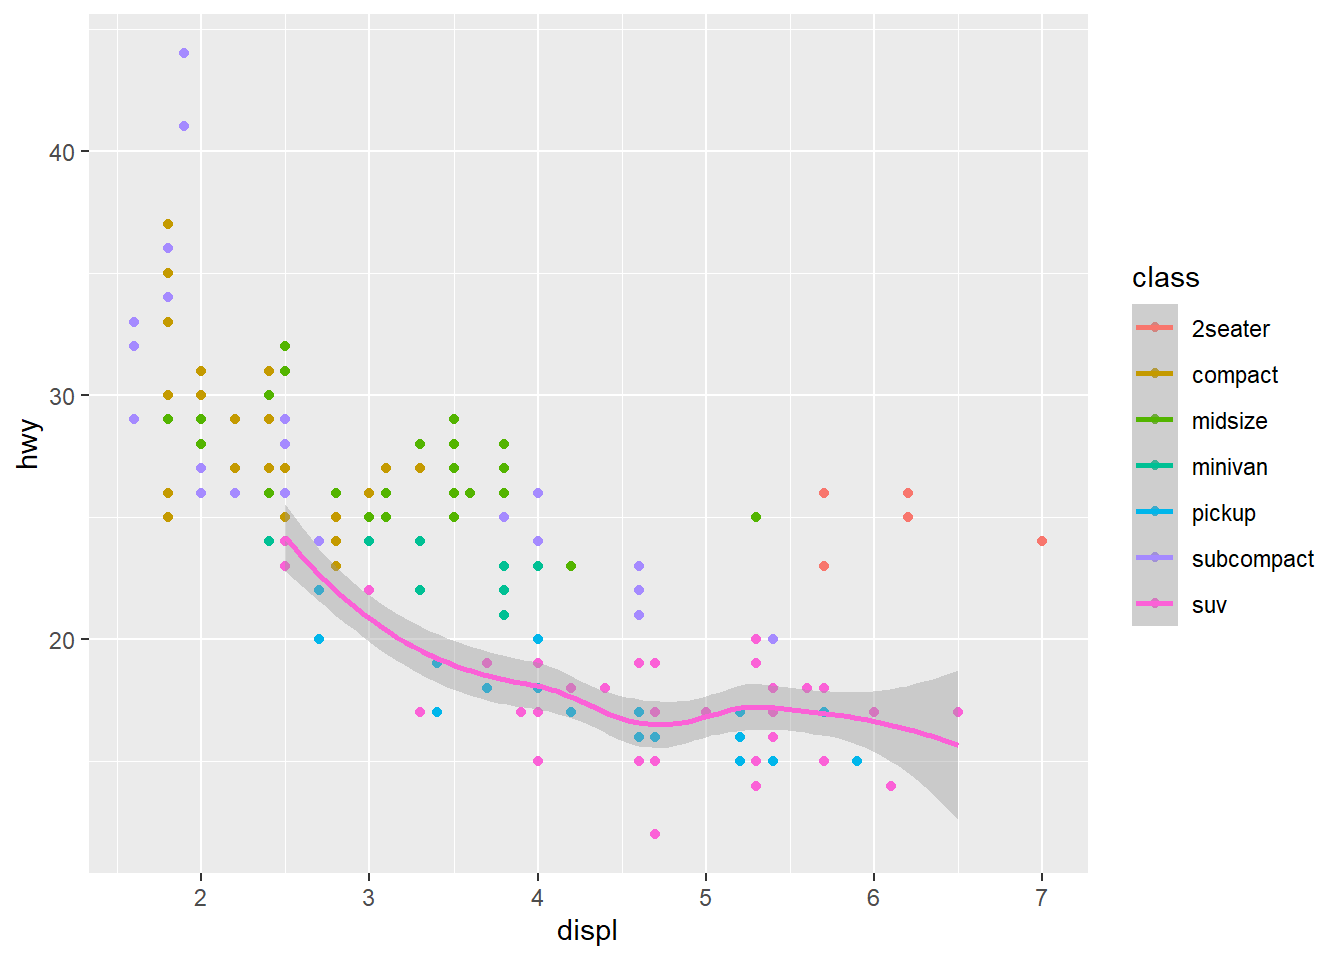 hwy
40
30
20
2 3 4 5 6 7
displ
class
2seater
compact
midsize
minivan
pickup
subcompact
suv